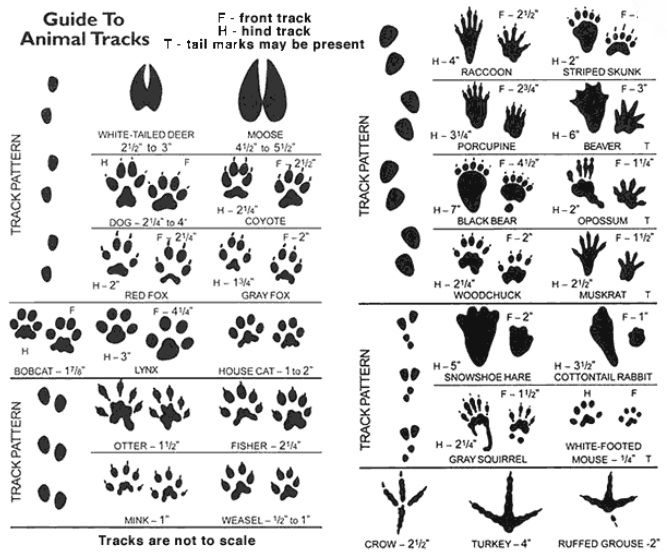 Guide To
Animal Tracks
F - front track
H - hind track
T - tail marks may be present
TRACK PATTERN
WHITE-TAILED DEER
2½" to 3"
MOOSE
4½" to 5½"
H
F
DOG – 2¼" to 4"
F – 2½"
H – 2¼"
COYOTE
F – 2¼"
H – 2"
RED FOX
F – 2"
H – 1¾"
GRAY FOX
F
H
BOBCAT – 1⅞"
F – 4¼"
H – 3"
LYNX
HOUSE CAT – 1 to 2"
TRACK PATTERN
OTTER – 1½"
FISHER – 2¼"
MINK – 1"
WEASEL – ½" to 1"
Tracks are not to scale
TRACK PATTERN
F – 2½"
H – 4"
RACCOON
F –
H – 2"
STRIPED SKUNK
F – 2¾"
H – 3¼"
PORCUPINE
F – 3"
H – 6"
BEAVER T
F – 4½"
H – 7"
BLACK BEAR
F – 1¼"
H – 2"
OPOSSUM T
F – 2"
H – 2¼"
WOODCHUCK
F – 1½"
H – 2½"
MUSKRAT T
TRACK PATTERN
F – 2"
H – 5"
SNOWSHOE HARE
F – 1"
H – 3½"
COTTONTAIL RABBIT
F – 1½"
H – 2¼"
GRAY SQUIRREL
H F
WHITE-FOOTED
MOUSE – ¼" T
CROW – 2½"
TURKEY – 4"
RUFFED GROUSE -2"